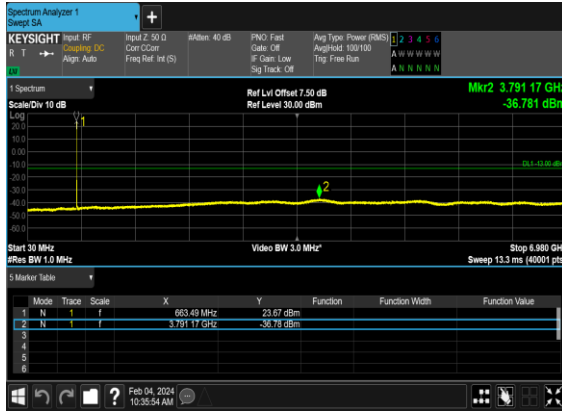 Spectrum Analyzer 1
Swept SA
+
KEYSIGHT Input: RF Input Z: 50 Ω #Atten: 40 dB PNO: Fast Avg Type: Power (RMS) 1 2 3 4 5 6
R T Coupling: DC Corr CCorr Gate: Off Avg|Hold: 100/100 A W W W W W
Align: Auto Freq Ref: Int (S) IF Gain: Low Trig: Free Run
LU Sig Track: Off A N N N N N
1 Spectrum Ref Lvl Offset 7.50 dB Mkr2 3.791 17 GHz
Scale/Div 10 dB Ref Level 30.00 dBm -36.781 dBm
Log
1
20.0
10.0
0.00
-10.0 DL1 -13.00 dBm
-20.0
-30.0 2
-40.0
-50.0
-60.0
Start 30 MHz Video BW 3.0 MHz* Stop 6.980 GHz
#Res BW 1.0 MHz Sweep 13.3 ms (40001 pts)
5 Marker Table
Mode Trace Scale X Y Function Function Width Function Value
1 N 1 f 663.49 MHz 23.67 dBm
2 N 1 f 3.791 17 GHz -36.78 dBm
3
4
5
6
? Feb 04, 2024
10:35:54 AM